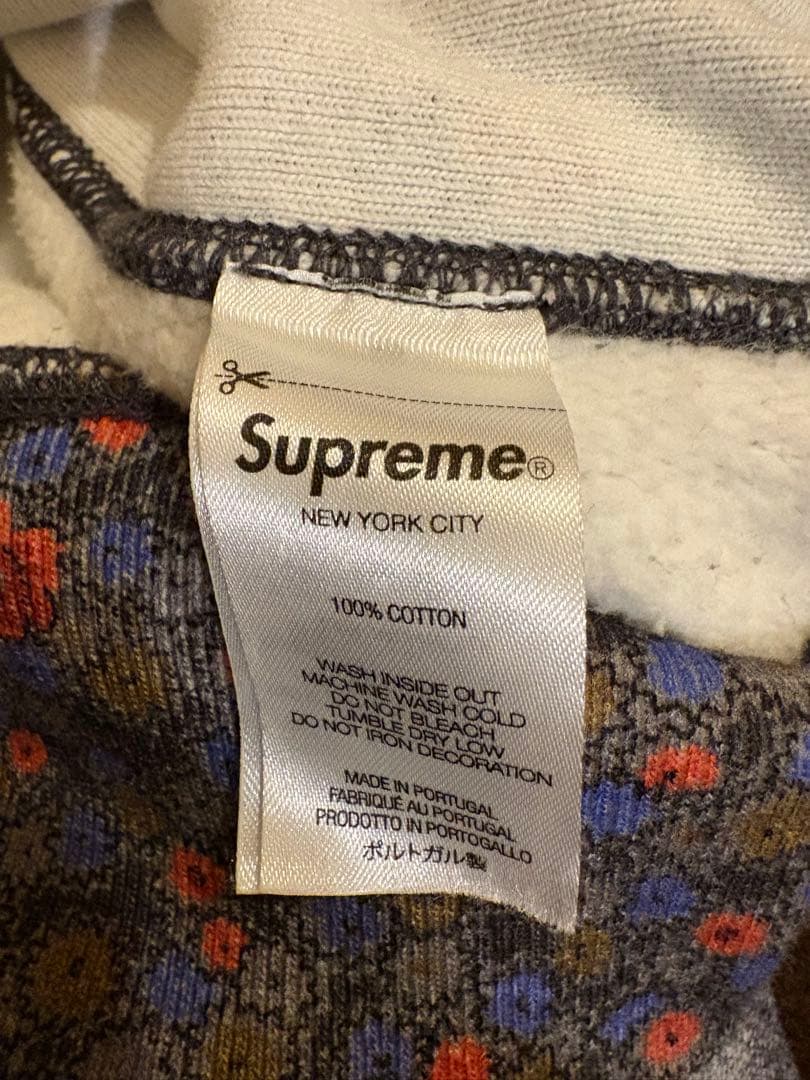 Supreme®
NEW YORK CITY
100% COTTON
WASH INSIDE OUT
MACHINE WASH COLD
DO NOT BLEACH
TUMBLE DRY LOW
DO NOT IRON DECORATION
MADE IN PORTUGAL
FABRIQUÉ AU PORTUGAL
PRODOTTO IN PORTOGALLO
ポルトガル製